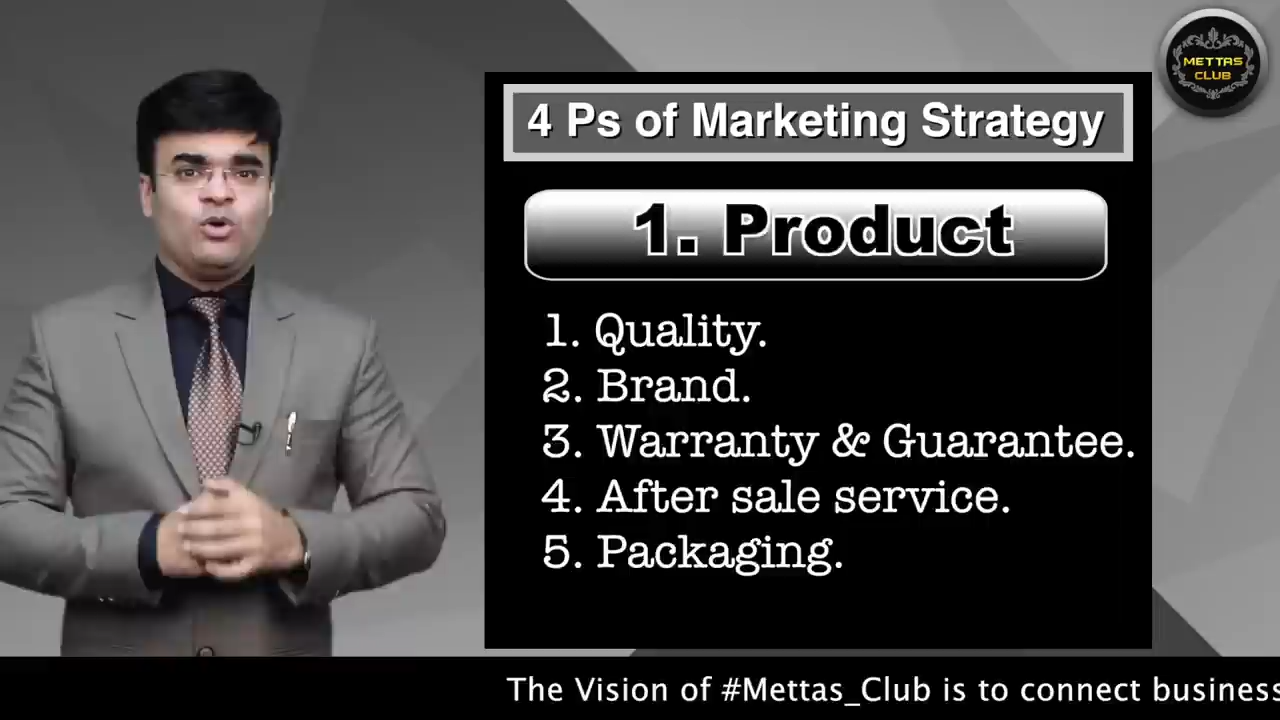 METTAS
CLUB
4 Ps of Marketing Strategy
1. Product
1. Quality.
2. Brand.
3. Warranty & Guarantee.
4. After sale service.
5. Packaging.
The Vision of #Mettas_Club is to connect business